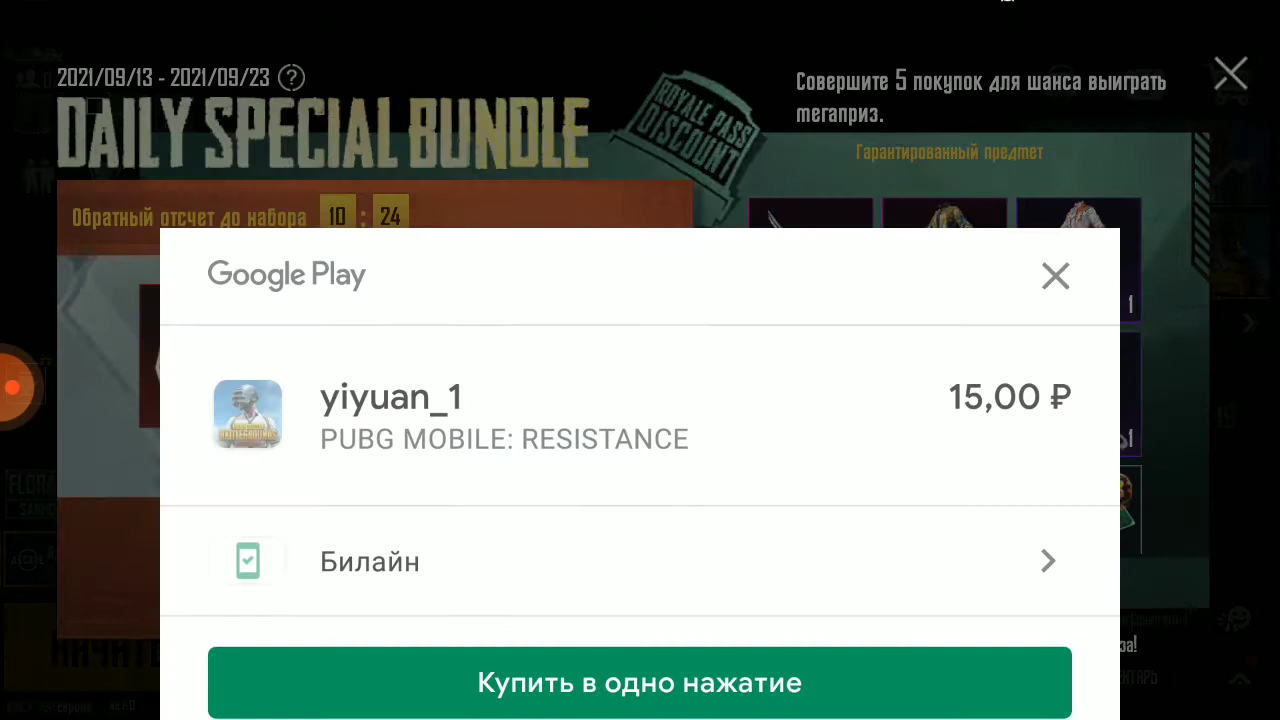 2021/09/13 - 2021/09/23 ?
DAILY SPECIAL BUNDLE
ROYALE PASS
DISCOUNT
Совершите 5 покупок для шанса выиграть
мегаприз.
Гарантированный предмет
Обратный отсчет до набора 10 : 24
Google Play
yiyuan_1
15,00 ₽
PUBG MOBILE: RESISTANCE
1
1
Билайн
Купить в одно нажатие